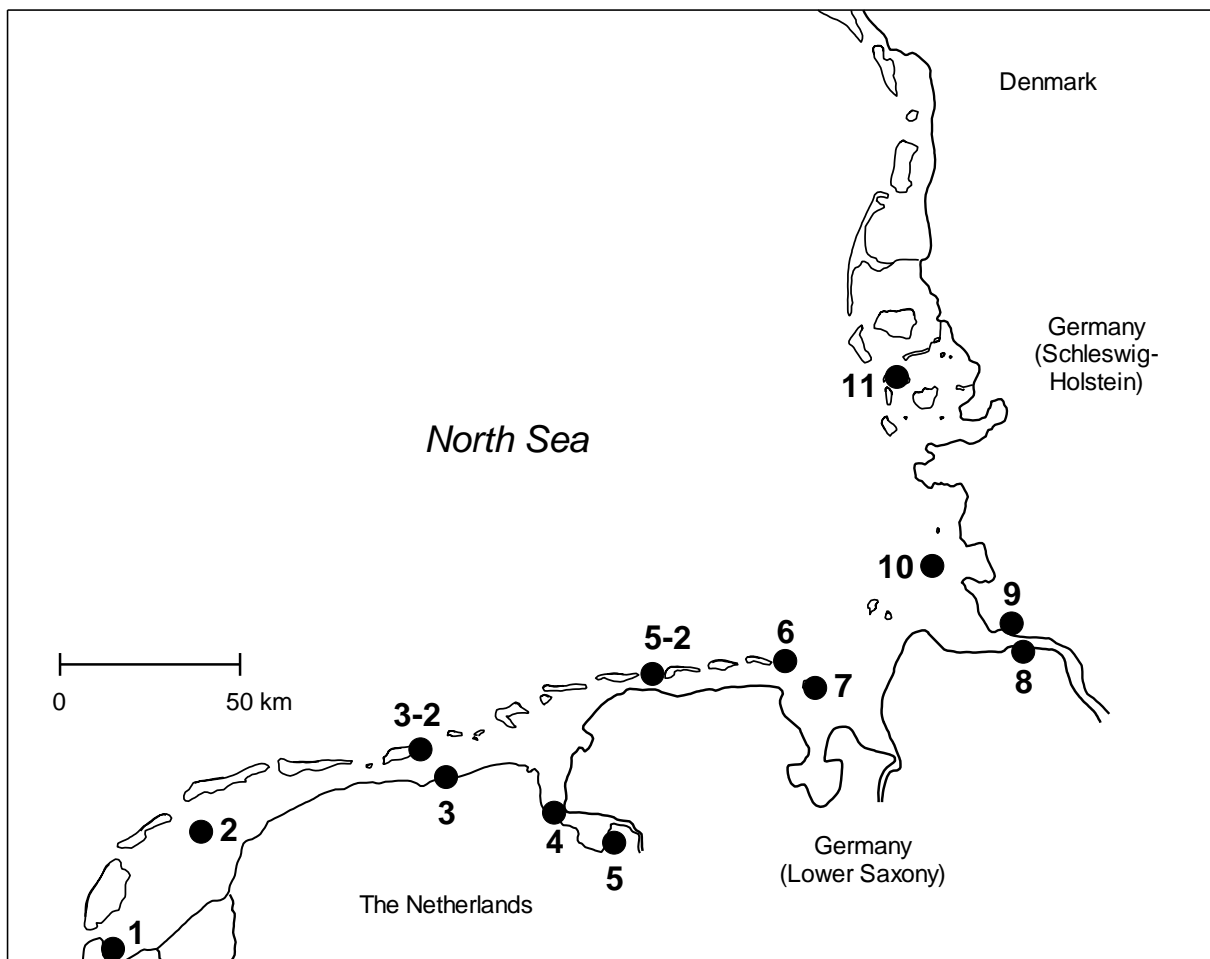 Denmark
Germany
(Schleswig-
Holstein)
11
North Sea
10
9
6
5-2
8
7
0
50 km
3-2
3
2
4
5
Germany
(Lower Saxony)
The Netherlands
1